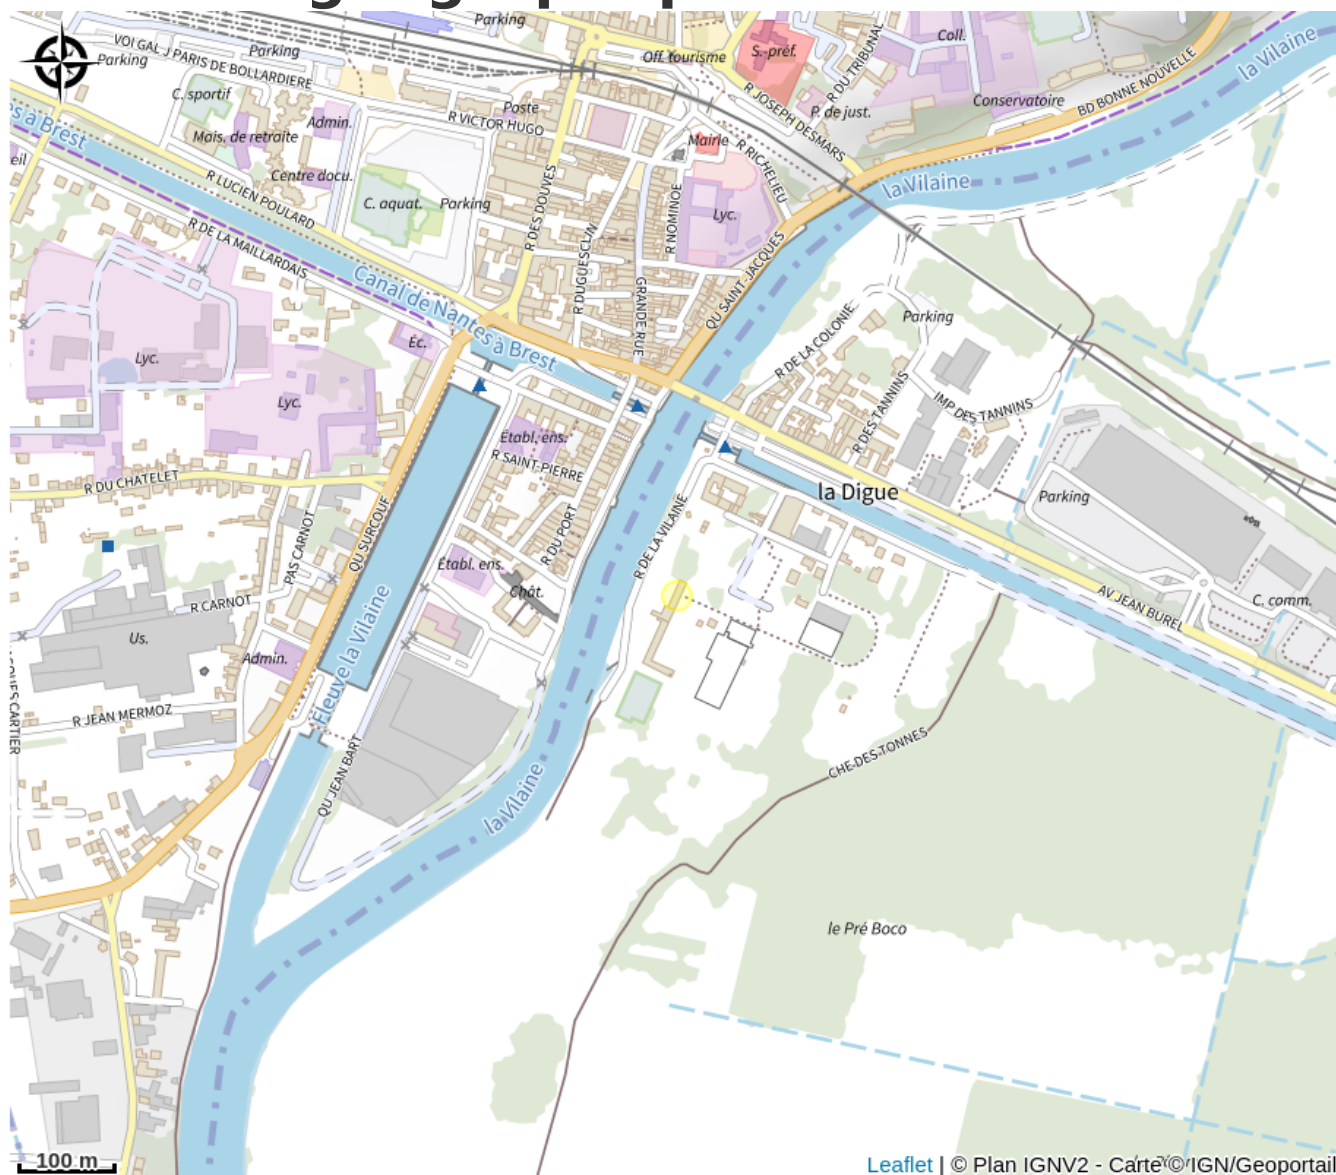 Parking
VOI GAL J PARIS DE BOLLARDIERE
Parking
Parking
Off. tourisme
S.-préf.
R DU TRIBUNAL
Coll.
la Vilaine
C. sportif
Poste
R JOSEPH DESMARS
P. de just.
Conservatoire
BD BONNE NOUVELLE
Mais. de retraite
Admin.
R VICTOR HUGO
Mairie
R RICHELIEU
es à Brest
eil
Centre docu.
R LUCIEN POULARD
C. aquat.
Parking
R DES DOUVES
R NOMINOE
Lyc.
la Vilaine
R DE LA MAILLARDAIS
R DUGUESCLIN
GRANDE RUE
QU SAINT-JACQUES
Canal de Nantes à Brest
R DE LA COLONIE
Parking
Lyc.
Éc.
Lyc.
R DES TANNINS
IMP DES TANNINS
Établ. ens.
R SAINT-PIERRE
R DU CHATELET
la Digue
Parking
QU SURCOUF
PAS CARNOT
R DU PORT
R DE LA VILAINE
Établ. ens.
Chât.
R CARNOT
Us.
AV JEAN BUREL
C. comm.
Admin.
Fleuve la Vilaine
R JEAN MERMOZ
CHE DES TONNES
QU JEAN BART
la Vilaine
le Pré Boco
100 m
Leaflet | © Plan IGNV2 - Carte © IGN/Geoportail